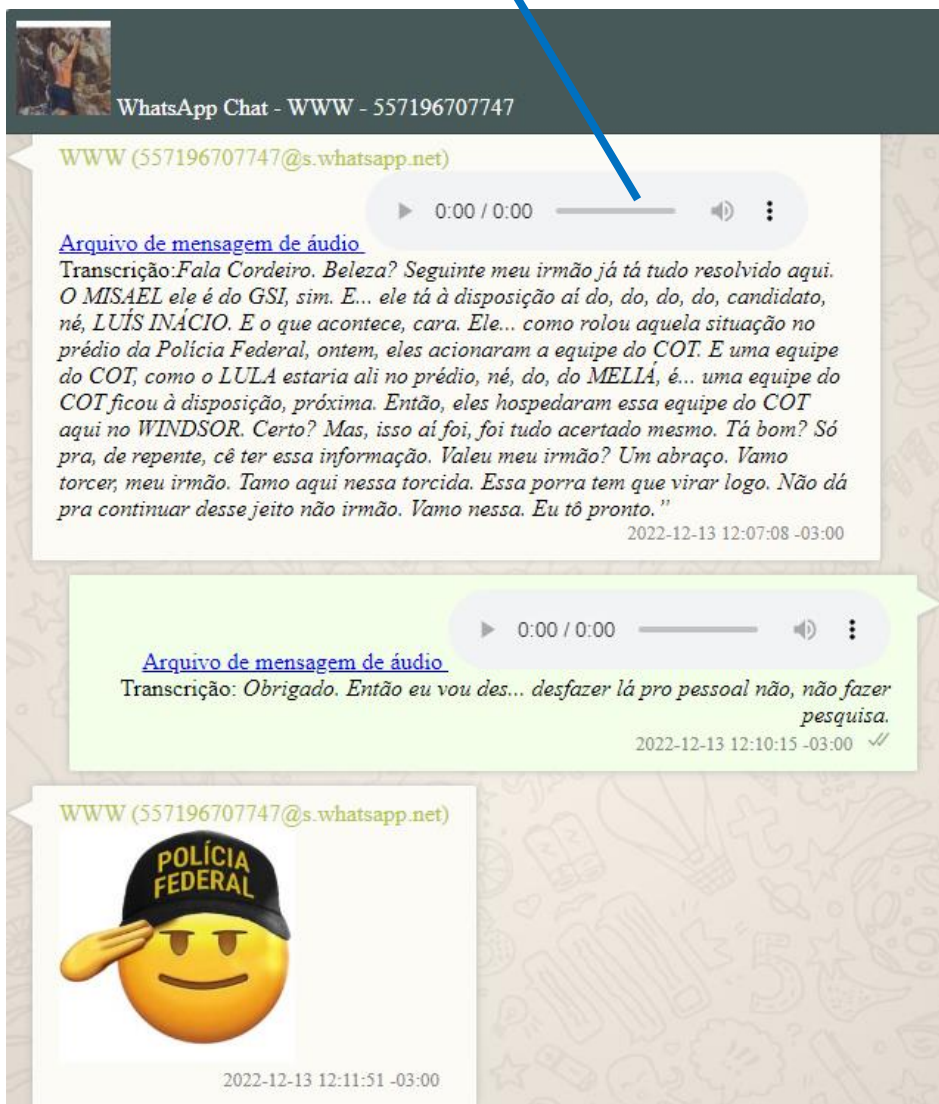 WhatsApp Chat - WWW - 557196707747
WWW (557196707747@s.whatsapp.net)
0:00 / 0:00
Arquivo de mensagem de áudio
Transcrição:Fala Cordeiro. Beleza? Seguinte meu irmão já tá tudo resolvido aqui.
O MISAEL ele é do GSI, sim. E... ele tá à disposição aí do, do, do, do, candidato,
né, LUÍS INÁCIO. E o que acontece, cara. Ele... como rolou aquela situação no
prédio da Polícia Federal, ontem, eles acionaram a equipe do COT. E uma equipe
do COT, como o LULA estaria ali no prédio, né, do, do MELIÁ, é... uma equipe do
COT ficou à disposição, próxima. Então, eles hospedaram essa equipe do COT
aqui no WINDSOR. Certo? Mas, isso aí foi, foi tudo acertado mesmo. Tá bom? Só
pra, de repente, cê ter essa informação. Valeu meu irmão? Um abraço. Vamo
torcer, meu irmão. Tamo aqui nessa torcida. Essa porra tem que virar logo. Não dá
pra continuar desse jeito não irmão. Vamo nessa. Eu tô pronto.”
2022-12-13 12:07:08 -03:00
0:00 / 0:00
Arquivo de mensagem de áudio
Transcrição: Obrigado. Então eu vou des... desfazer lá pro pessoal não, não fazer
pesquisa.
2022-12-13 12:10:15 -03:00
WWW (557196707747@s.whatsapp.net)
POLÍCIA
FEDERAL
2022-12-13 12:11:51 -03:00